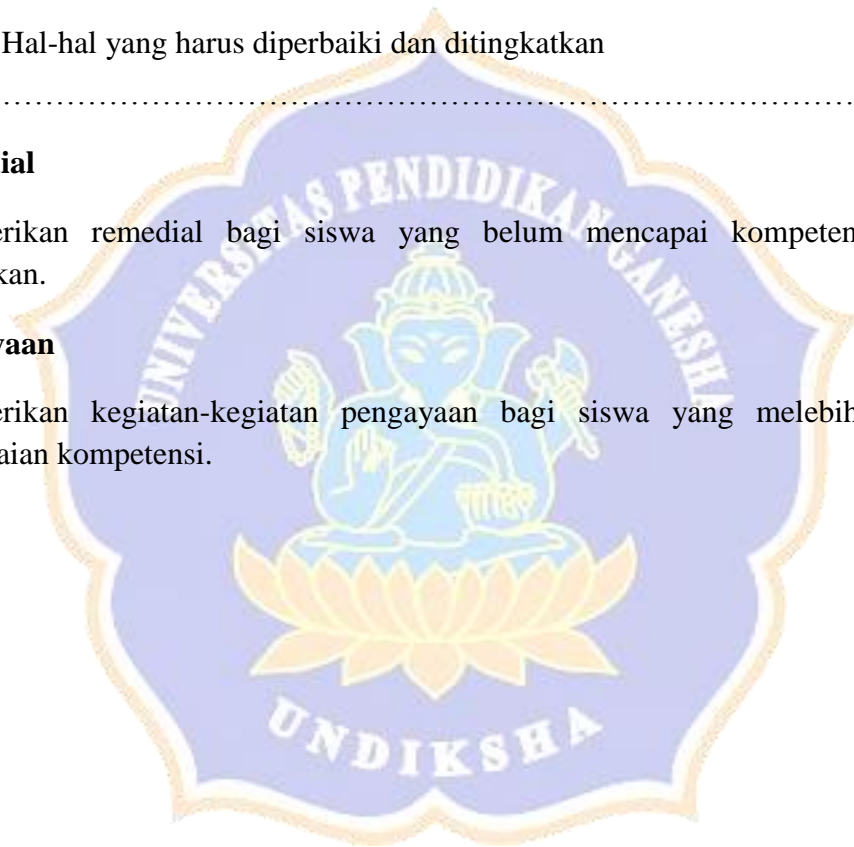 Hal-hal yang harus diperbaiki dan ditingkatkan
………………………………………………………………………
ial
erikan remedial bagi siswa yang belum mencapai kompeten
kan.
yaan
erikan kegiatan-kegiatan pengayaan bagi siswa yang melebih
aian kompetensi.
UNIVERSITAS PENDIDIKAN GANESHA
UNDIKSHA